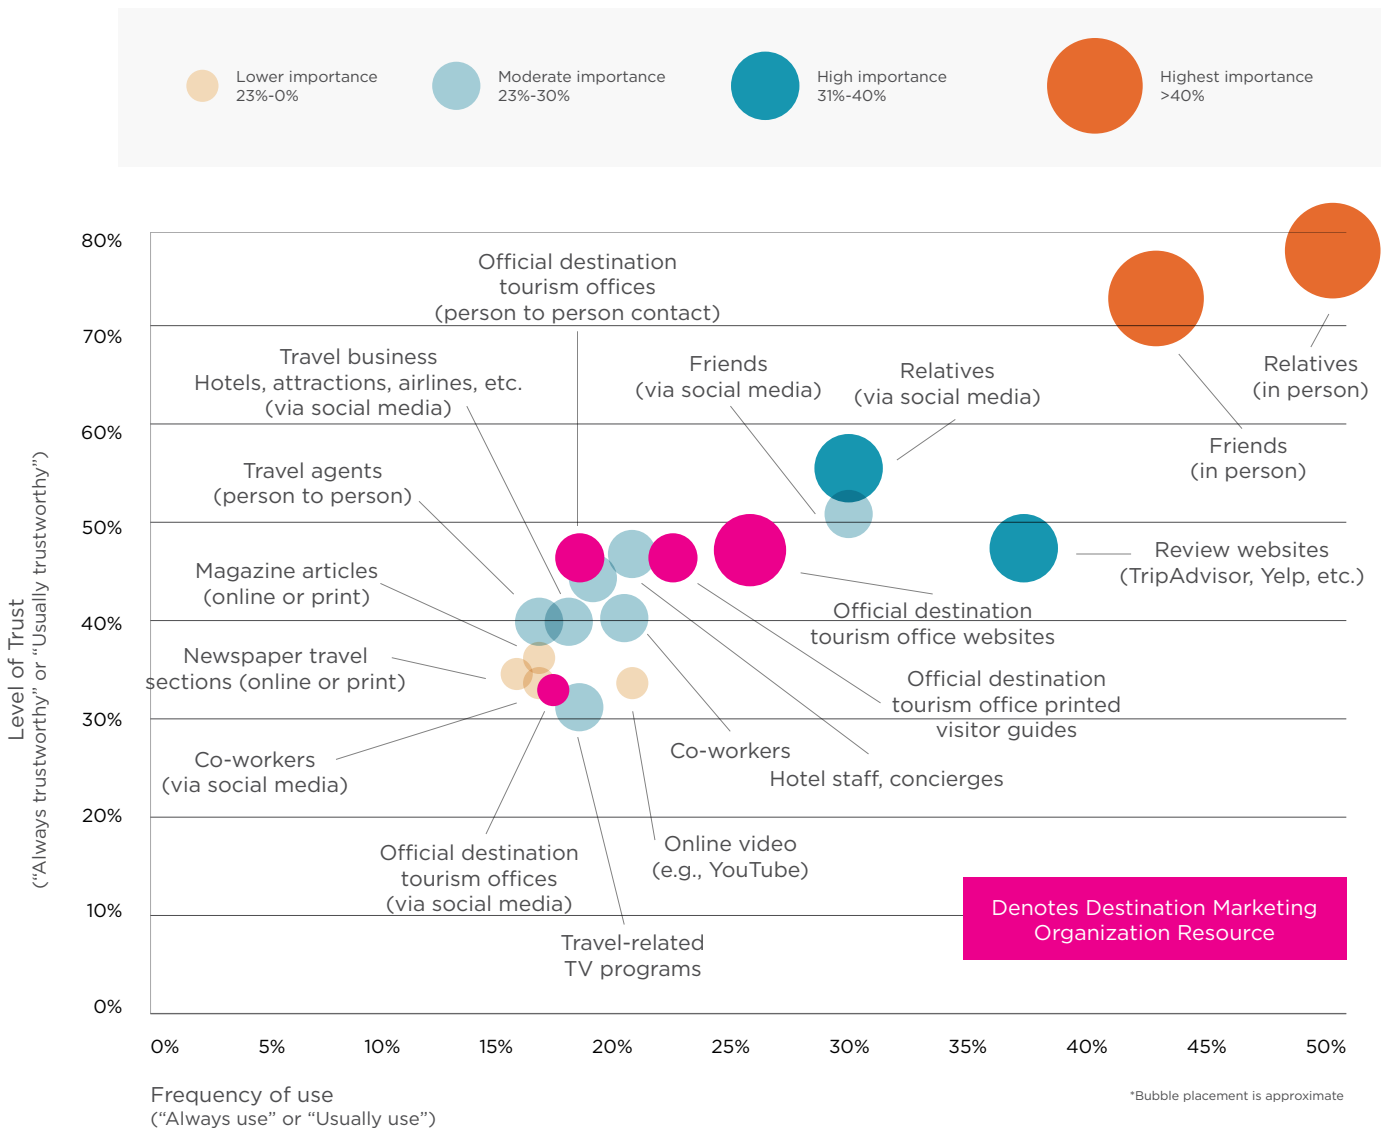 Lower importance
23%-0%
Moderate importance
23%-30%
High importance
31%-40%
Highest importance
>40%
Level of Trust
(“Always trustworthy” or “Usually trustworthy”)
80%
70%
60%
50%
40%
30%
20%
10%
0%
Official destination
tourism offices
(person to person contact)
Travel business
Hotels, attractions, airlines, etc.
(via social media)
Friends
(via social media)
Relatives
(via social media)
Relatives
(in person)
Friends
(in person)
Travel agents
(person to person)
Magazine articles
(online or print)
Review websites
(TripAdvisor, Yelp, etc.)
Official destination
tourism office websites
Newspaper travel
sections (online or print)
Official destination
tourism office printed
visitor guides
Co-workers
Hotel staff, concierges
Co-workers
(via social media)
Online video
(e.g., YouTube)
Official destination
tourism offices
(via social media)
Travel-related
TV programs
Denotes Destination Marketing
Organization Resource
0%
5%
10%
15%
20%
25%
30%
35%
40%
45%
50%
Frequency of use
(“Always use” or “Usually use”)
*Bubble placement is approximate